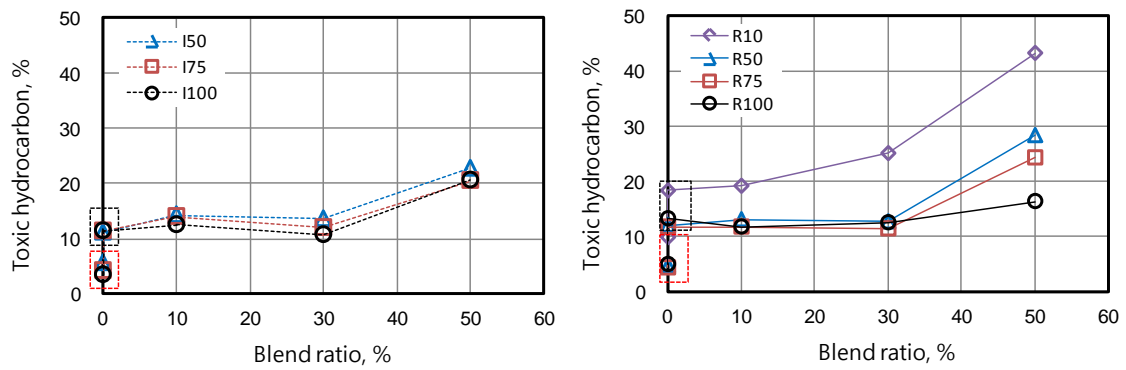 Toxic hydrocarbon, %
50
40
30
20
10
0
I50
I75
I100
0 10 20 30 40 50 60
Blend ratio, %
Toxic hydrocarbon, %
50
40
30
20
10
0
R10
R50
R75
R100
0 10 20 30 40 50 60
Blend ratio, %